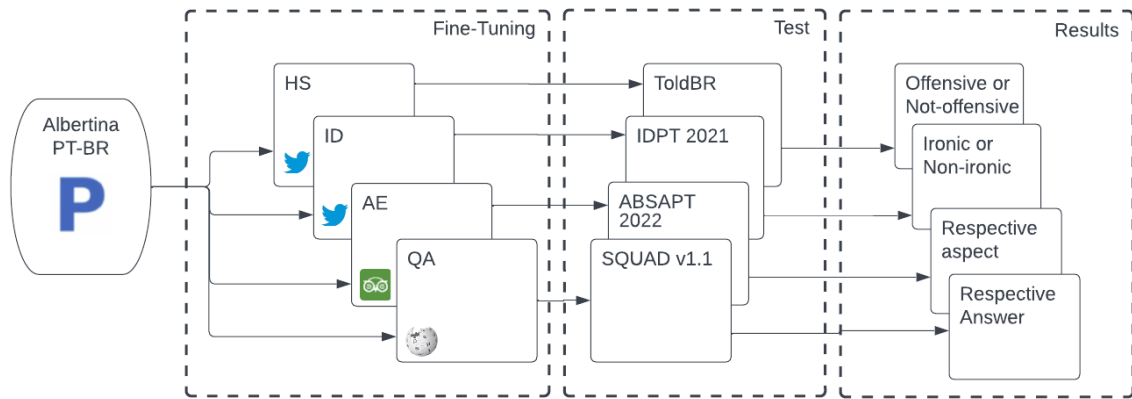 Fine-Tuning
Test
Results
Albertina
PT-BR
P
HS
ID
AE
QA
ToldBR
IDPT 2021
ABSAPT
2022
SQUAD v1.1
Offensive or
Not-offensive
Ironic or
Non-ironic
Respective
aspect
Respective
Answer